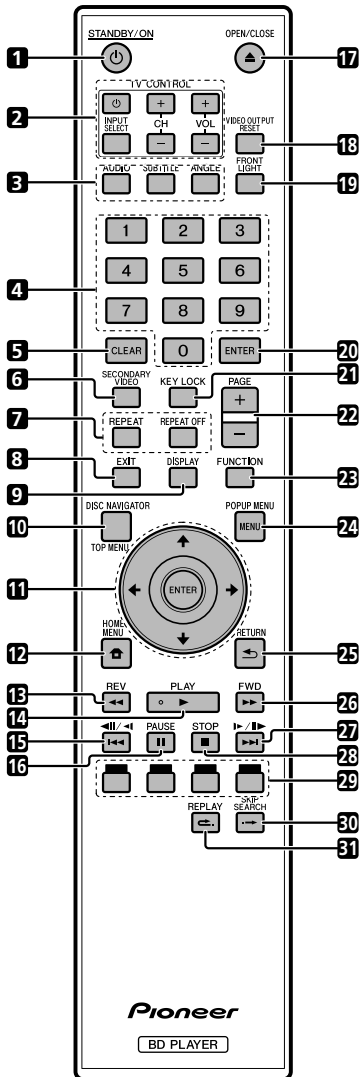 STANDBY/ON OPEN/CLOSE
1 17
TV CONTROL
2 INPUT SELECT + CH - + VOL - VIDEO OUTPUT RESET 18
3 AUDIO SUBTITLE ANGLE FRONT LIGHT 19
1 2 3
4 4 5 6
7 8 9
5 CLEAR 0 ENTER 20
6 SECONDARY VIDEO KEY LOCK 21 PAGE + - 22
7 REPEAT REPEAT OFF
8 EXIT DISPLAY FUNCTION 23
9
10 DISC NAVIGATOR POPUP MENU
TOP MENU MENU 24
11 ENTER
12 HOME MENU RETURN 25
13 REV PLAY FWD 26
14
15 PAUSE STOP 27
16 28
29
REPLAY SKIP SEARCH 30
31
Pioneer
BD PLAYER